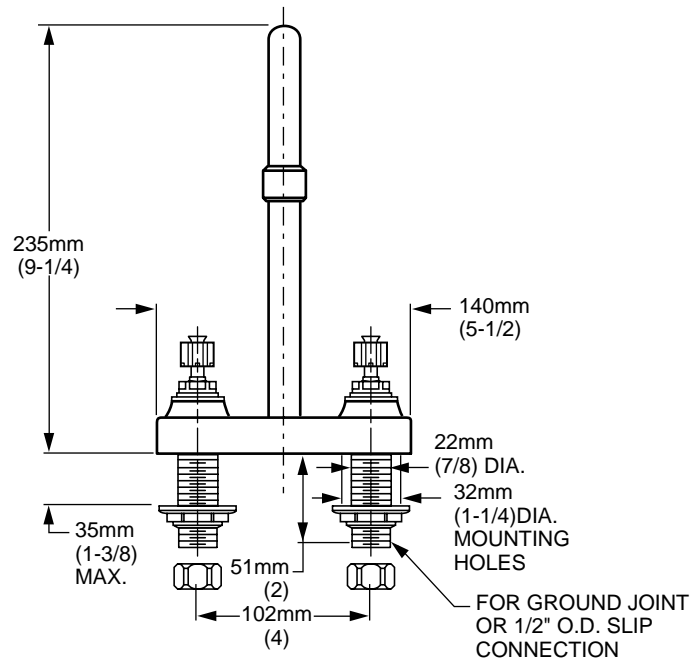 235mm
(9-1/4)
140mm
(5-1/2)
22mm
(7/8) DIA.
32mm
(1-1/4)DIA.
MOUNTING
HOLES
35mm
(1-3/8)
MAX.
51mm
(2)
102mm
(4)
FOR GROUND JOINT
OR 1/2" O.D. SLIP
CONNECTION